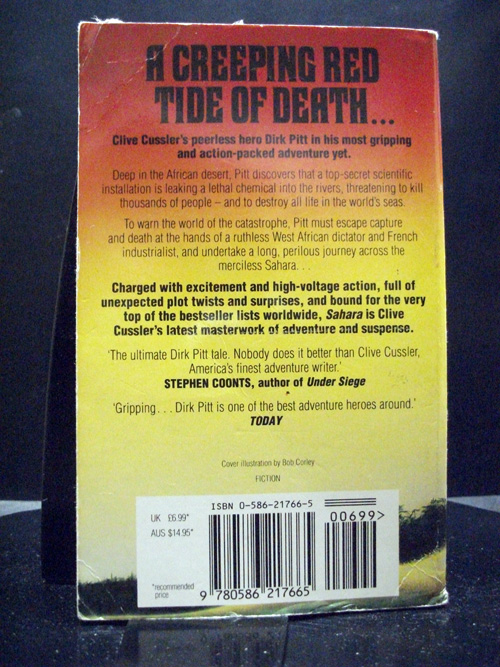 A CREEPING RED
TIDE OF DEATH...
Clive Cussler's peerless hero Dirk Pitt in his most gripping
and action-packed adventure yet.
Deep in the African desert, Pitt discovers that a top-secret scientific
installation is leaking a lethal chemical into the rivers, threatening to kill
thousands of people – and to destroy all life in the world's seas.
To warn the world of the catastrophe, Pitt must escape capture
and death at the hands of a ruthless West African dictator and French
industrialist, and undertake a long, perilous journey across the
merciless Sahara...
Charged with excitement and high-voltage action, full of
unexpected plot twists and surprises, and bound for the very
top of the bestseller lists worldwide, Sahara is Clive
Cussler's latest masterwork of adventure and suspense.
'The ultimate Dirk Pitt tale. Nobody does it better than Clive Cussler,
America's finest adventure writer.'
STEPHEN COONTS, author of Under Siege
'Gripping... Dirk Pitt is one of the best adventure heroes around.'
TODAY
Cover illustration by Bob Corley
FICTION
ISBN 0-586-21766-5
UK £6.99*
AUS $14.95*
00699>
*recommended
price
9 780586 217665